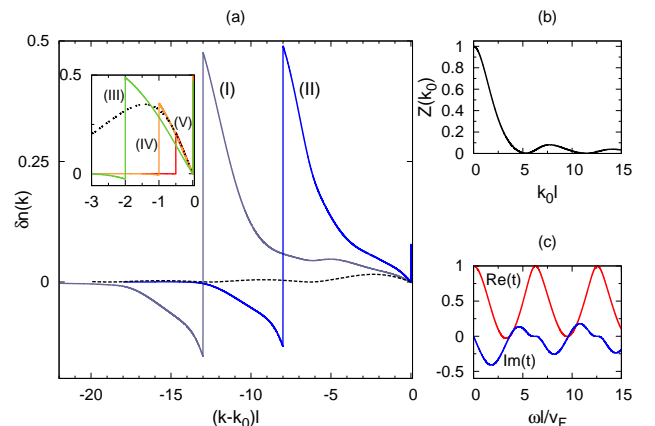 (a)
0.5
0.25
0
δn(k)
-20
-15
-10
-5
0
(k-k₀)l
(I)
(II)
0.5
0
-3
-2
-1
0
(III)
(IV)
(V)
(b)
1
0.8
0.6
0.4
0.2
0
Z(k₀)
0
5
10
15
k₀l
(c)
1
0.5
0
-0.5
-1
Re(t)
Im(t)
0
5
10
15
ωl/v_F